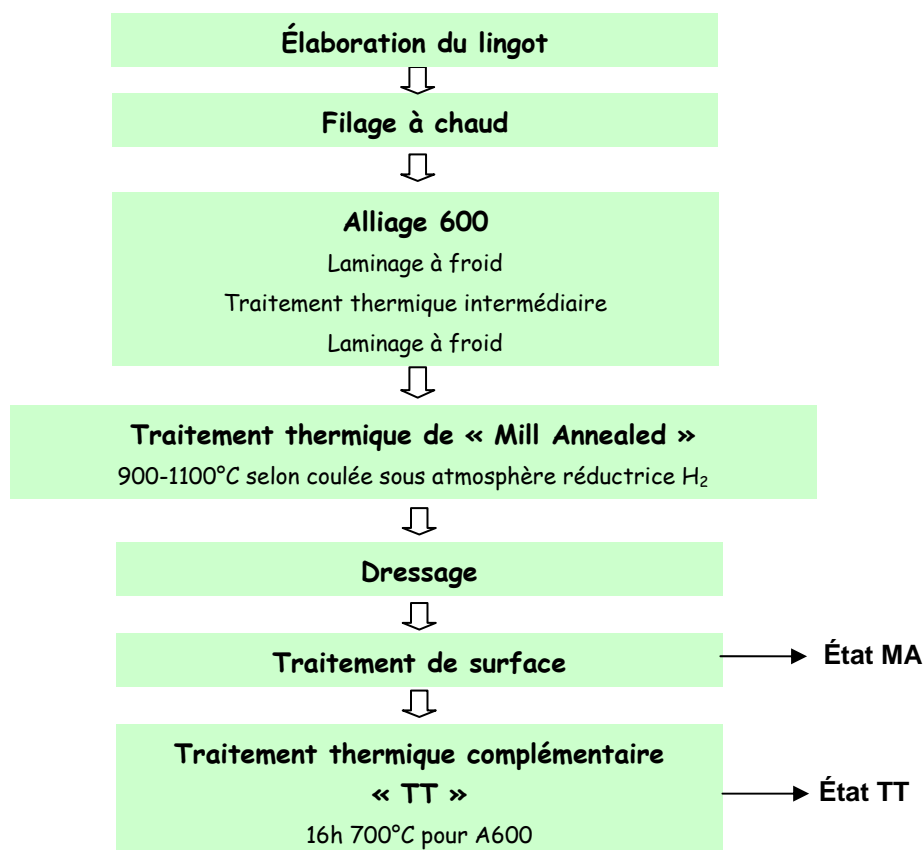 Élaboration du lingot
Filage à chaud
Alliage 600
Laminage à froid
Traitement thermique intermédiaire
Laminage à froid
Traitement thermique de « Mill Annealed »
900-1100°C selon coulée sous atmosphère réductrice H₂
Dressage
Traitement de surface
État MA
Traitement thermique complémentaire
« TT »
16h 700°C pour A600
État TT